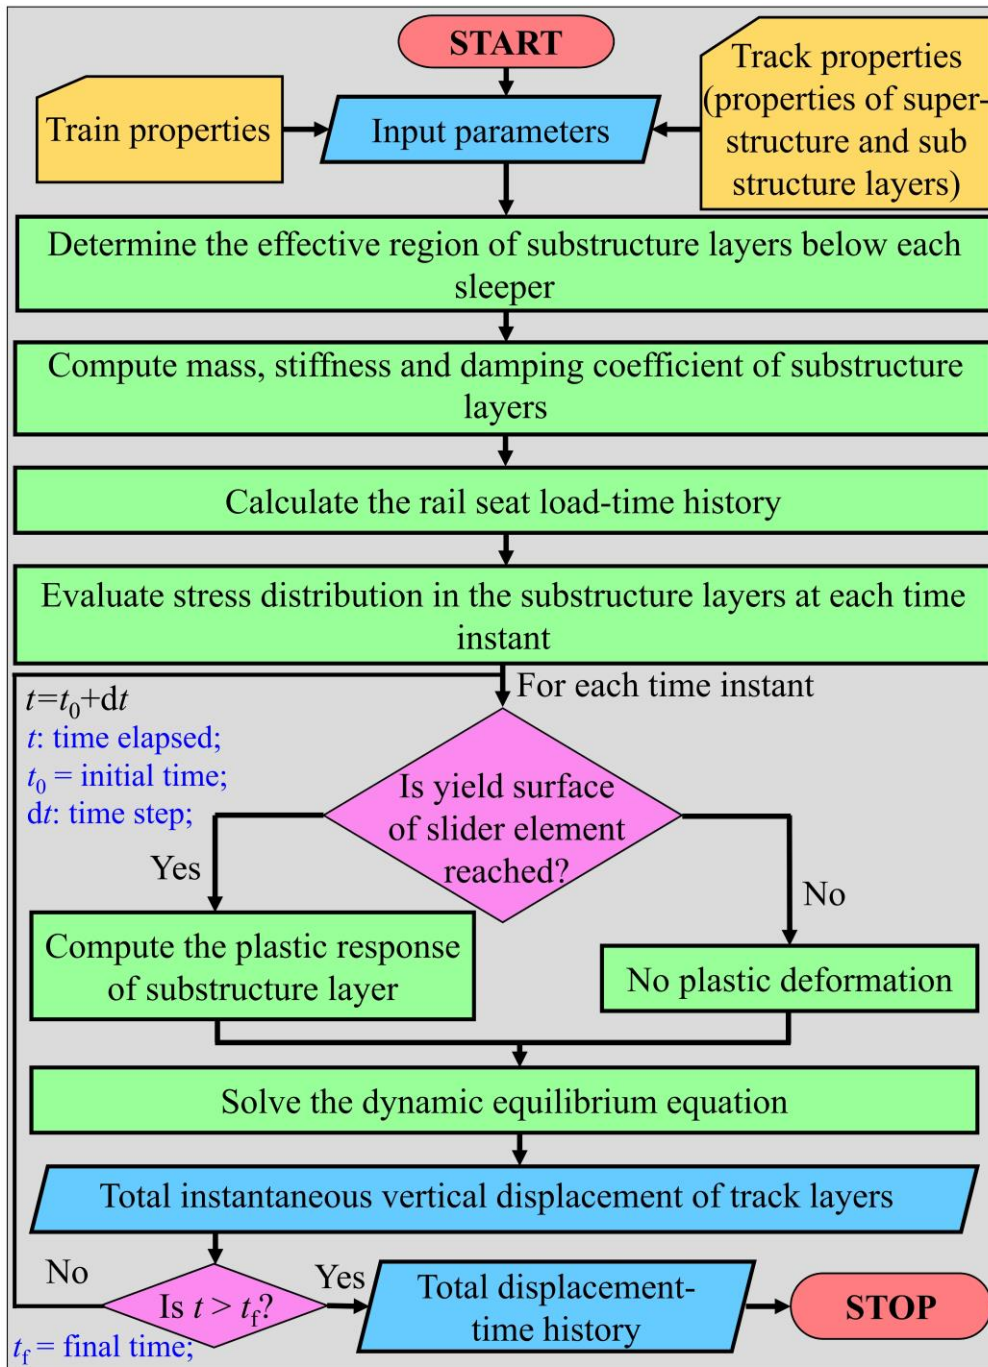 START
Train properties
Input parameters
Track properties
(properties of super-
structure and sub
structure layers)
Determine the effective region of substructure layers below each
sleeper
Compute mass, stiffness and damping coefficient of substructure
layers
Calculate the rail seat load-time history
Evaluate stress distribution in the substructure layers at each time
instant
For each time instant
t=t₀+dt
t: time elapsed;
t₀ = initial time;
dt: time step;
Is yield surface
of slider element
reached?
Yes
No
Compute the plastic response
of substructure layer
No plastic deformation
Solve the dynamic equilibrium equation
Total instantaneous vertical displacement of track layers
No
Is t > t_f?
Yes
Total displacement-
time history
STOP
t_f = final time;